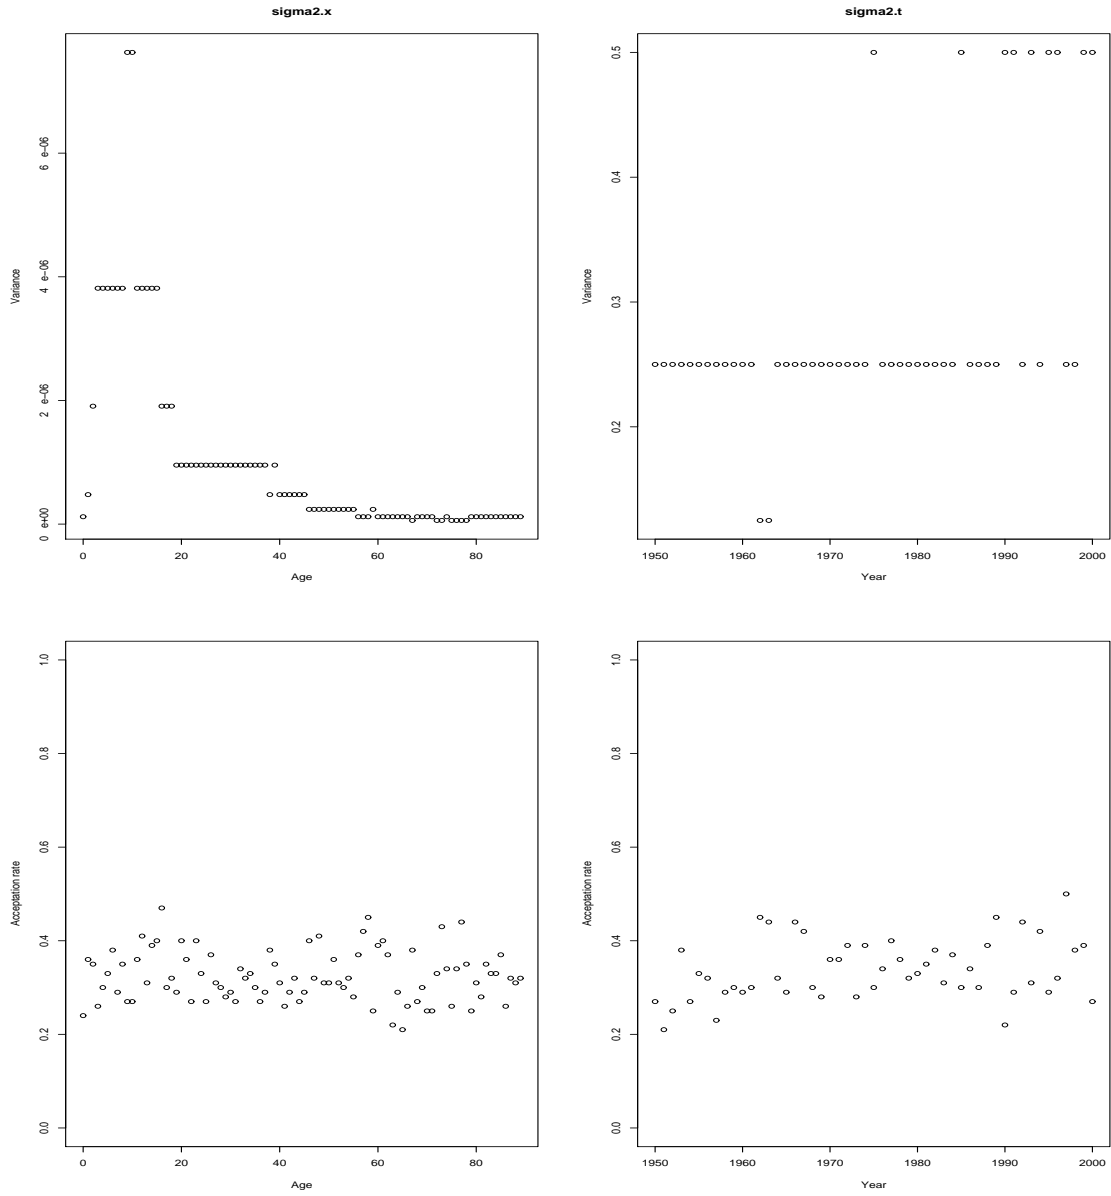 sigma2.x
Variance
0 e+00
2 e−06
4 e−06
6 e−06
0
20
40
60
80
Age
sigma2.t
Variance
0.2
0.3
0.4
0.5
1950
1960
1970
1980
1990
2000
Year
Acceptation rate
0.0
0.2
0.4
0.6
0.8
1.0
0
20
40
60
80
Age
Acceptation rate
0.0
0.2
0.4
0.6
0.8
1.0
1950
1960
1970
1980
1990
2000
Year